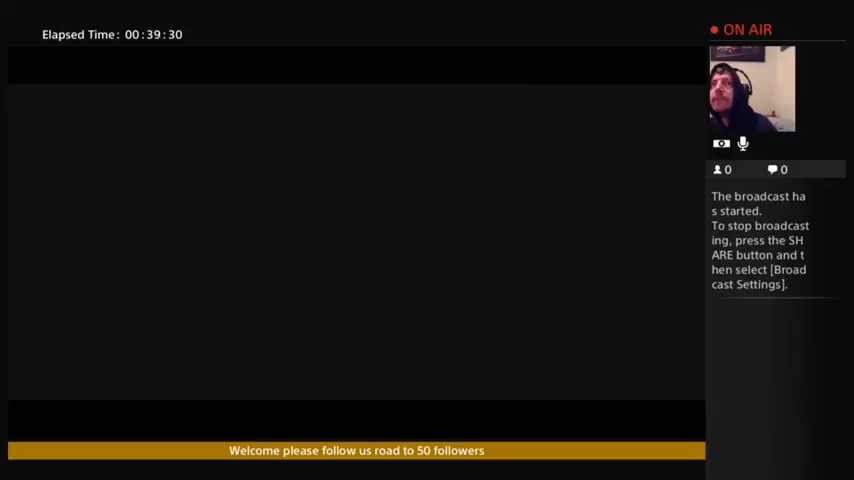 Elapsed Time: 00:39:30
ON AIR
0
0
The broadcast ha
s started.
To stop broadcast
ing, press the SH
ARE button and t
hen select [Broad
cast Settings].
Welcome please follow us road to 50 followers